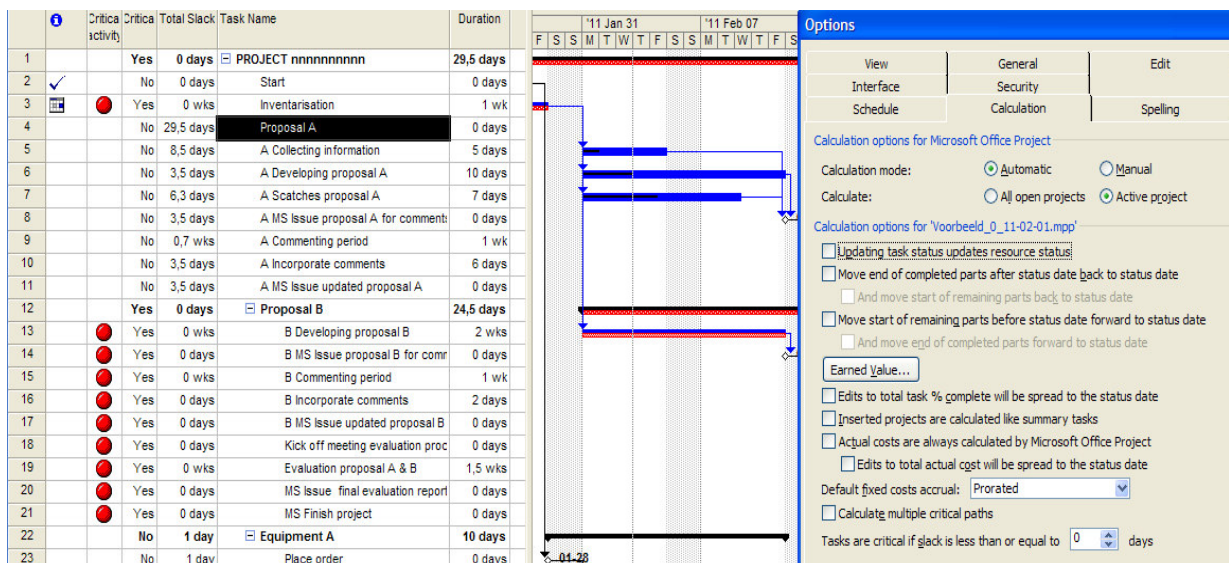 Critica Critica Total Slack Task Name Duration '11 Jan 31 '11 Feb 07
activity F S S M T W T F S S M T W T F S
1 Yes 0 days PROJECT nnnnnnnnnn 29,5 days
2 No 0 days Start 0 days
3 Yes 0 wks Inventarisation 1 wk
4 No 29,5 days Proposal A 0 days
5 No 8,5 days A Collecting information 5 days
6 No 3,5 days A Developing proposal A 10 days
7 No 6,3 days A Scatches proposal A 7 days
8 No 3,5 days A MS Issue proposal A for comments 0 days
9 No 0,7 wks A Commenting period 1 wk
10 No 3,5 days A Incorporate comments 6 days
11 No 3,5 days A MS Issue updated proposal A 0 days
12 Yes 0 days Proposal B 24,5 days
13 Yes 0 wks B Developing proposal B 2 wks
14 Yes 0 days B MS Issue proposal B for comr 0 days
15 Yes 0 wks B Commenting period 1 wk
16 Yes 0 days B Incorporate comments 2 days
17 Yes 0 days B MS Issue updated proposal B 0 days
18 Yes 0 days Kick off meeting evaluation proc 0 days
19 Yes 0 wks Evaluation proposal A & B 1,5 wks
20 Yes 0 days MS Issue final evaluation report 0 days
21 Yes 0 days MS Finish project 0 days
22 No 1 day Equipment A 10 days
23 No 1 day Place order 0 days 01-28
Options
View General Edit
Interface Security
Schedule Calculation Spelling
Calculation options for Microsoft Office Project
Calculation mode: Automatic Manual
Calculate: All open projects Active project
Calculation options for 'Voorbeeld_0_11-02-01.mpp'
Updating task status updates resource status
Move end of completed parts after status date back to status date
And move start of remaining parts back to status date
Move start of remaining parts before status date forward to status date
And move end of completed parts forward to status date
Earned Value...
Edits to total task % complete will be spread to the status date
Inserted projects are calculated like summary tasks
Actual costs are always calculated by Microsoft Office Project
Edits to total actual cost will be spread to the status date
Default fixed costs accrual: Prorated
Calculate multiple critical paths
Tasks are critical if slack is less than or equal to 0 days